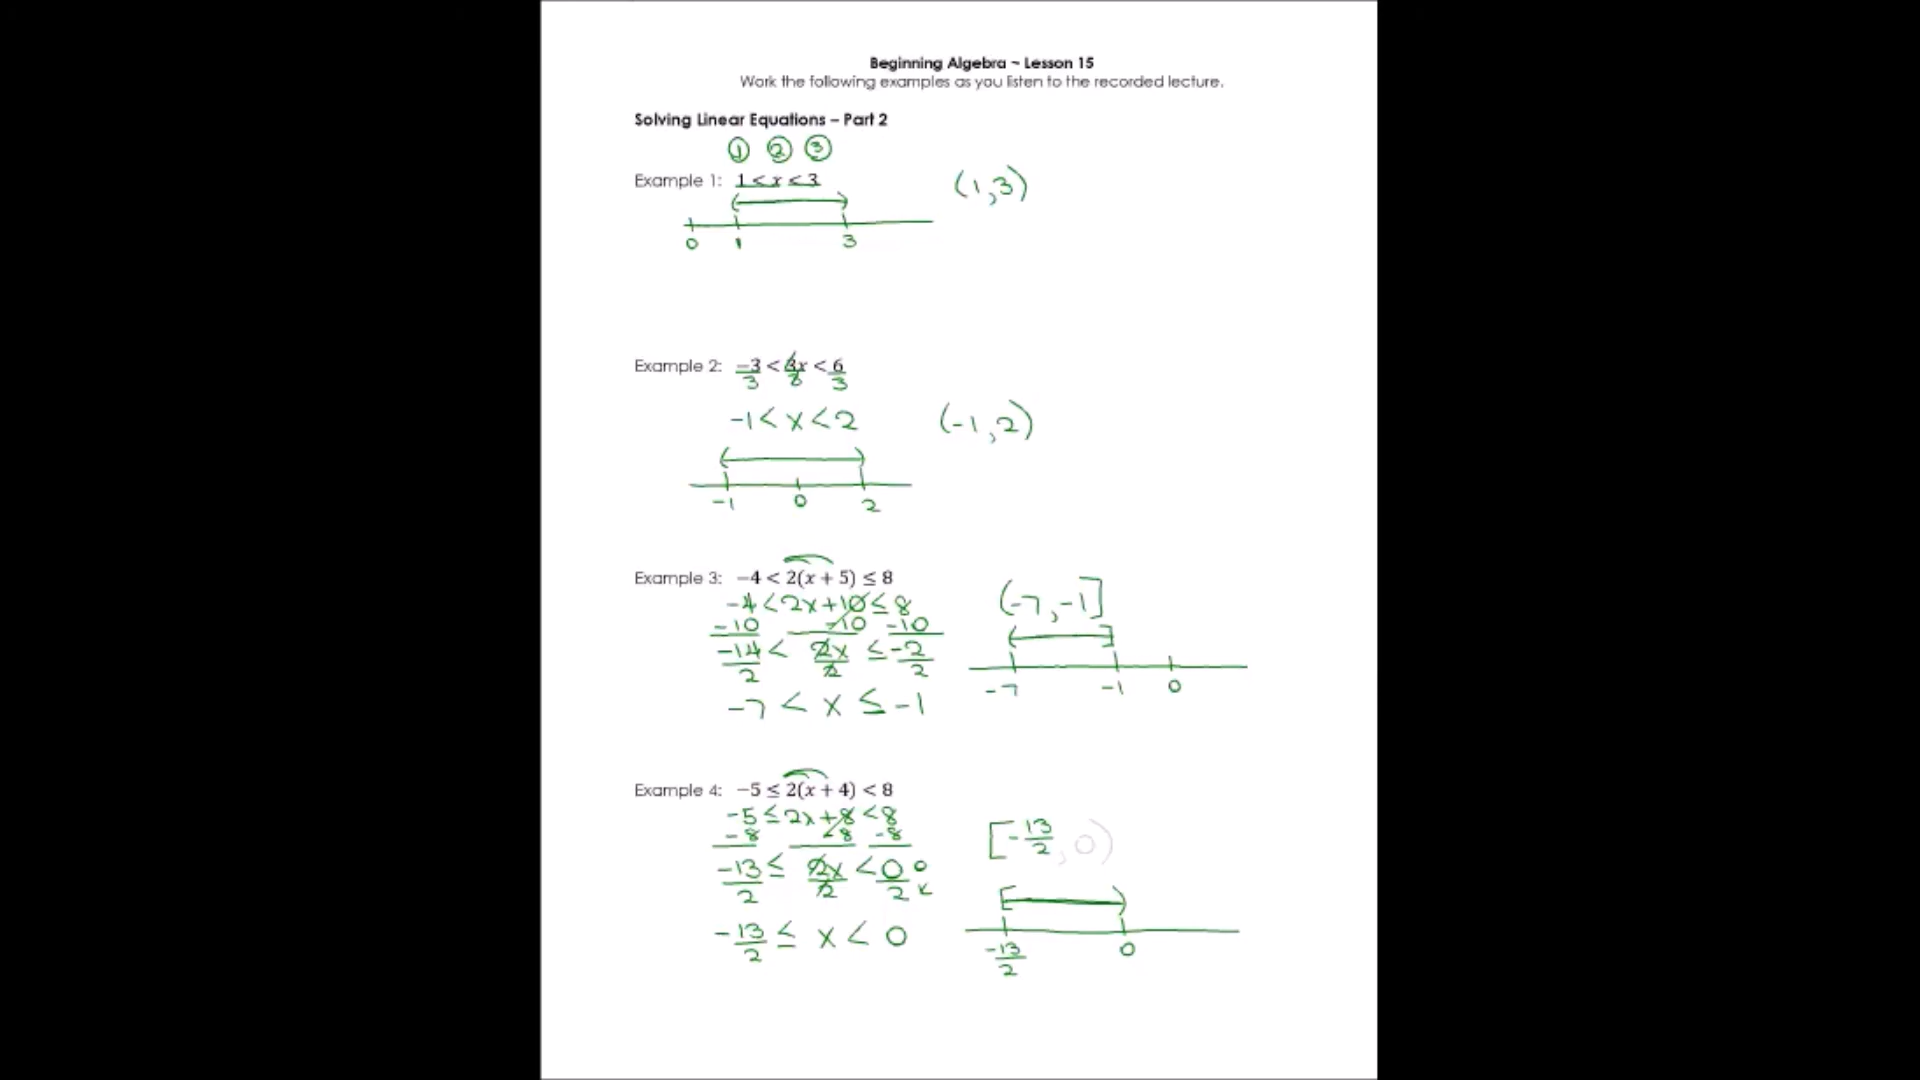 Beginning Algebra ~ Lesson 15
Work the following examples as you listen to the recorded lecture.
Solving Linear Equations – Part 2
① ② ③
Example 1: 1 < x < 3 (1,3)
0 1 3
Example 2: −3 < 3x < 6
3 3 3
-1 < x < 2 (-1,2)
-1 0 2
Example 3: −4 < 2(x + 5) ≤ 8
-4 < 2x+10 ≤ 8 (-7,-1]
-10 -10 -10
-14 < 2x ≤ -2
2 2 2
-7 -1 0
-7 < x ≤ -1
Example 4: −5 ≤ 2(x + 4) < 8
-5 ≤ 2x+8 < 8
-8 -8 -8
[-13/2, 0)
-13 ≤ 2x < 0 0
2 2 2 K
-13/2 ≤ x < 0
-13/2 0